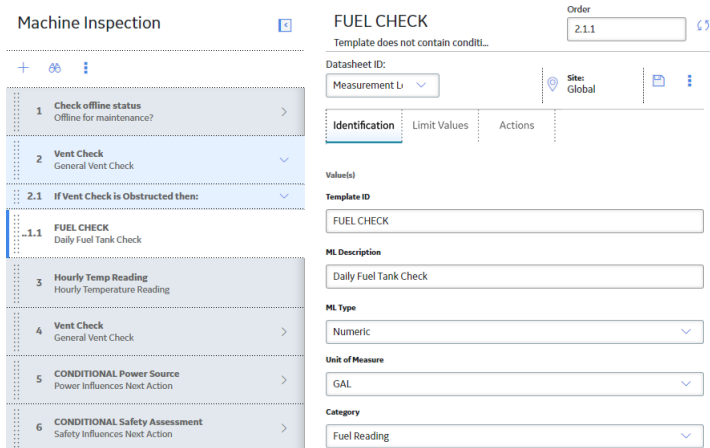 Machine Inspection
1 Check offline status
Offline for maintenance?
2 Vent Check
General Vent Check
2.1 If Vent Check is Obstructed then:
..1.1 FUEL CHECK
Daily Fuel Tank Check
3 Hourly Temp Reading
Hourly Temperature Reading
4 Vent Check
General Vent Check
5 CONDITIONAL Power Source
Power Influences Next Action
6 CONDITIONAL Safety Assessment
Safety Influences Next Action
FUEL CHECK
Template does not contain conditi...
Order
2.1.1
Datasheet ID:
Measurement Lo
Site:
Global
Identification Limit Values Actions
Value(s)
Template ID
FUEL CHECK
ML Description
Daily Fuel Tank Check
ML Type
Numeric
Unit of Measure
GAL
Category
Fuel Reading